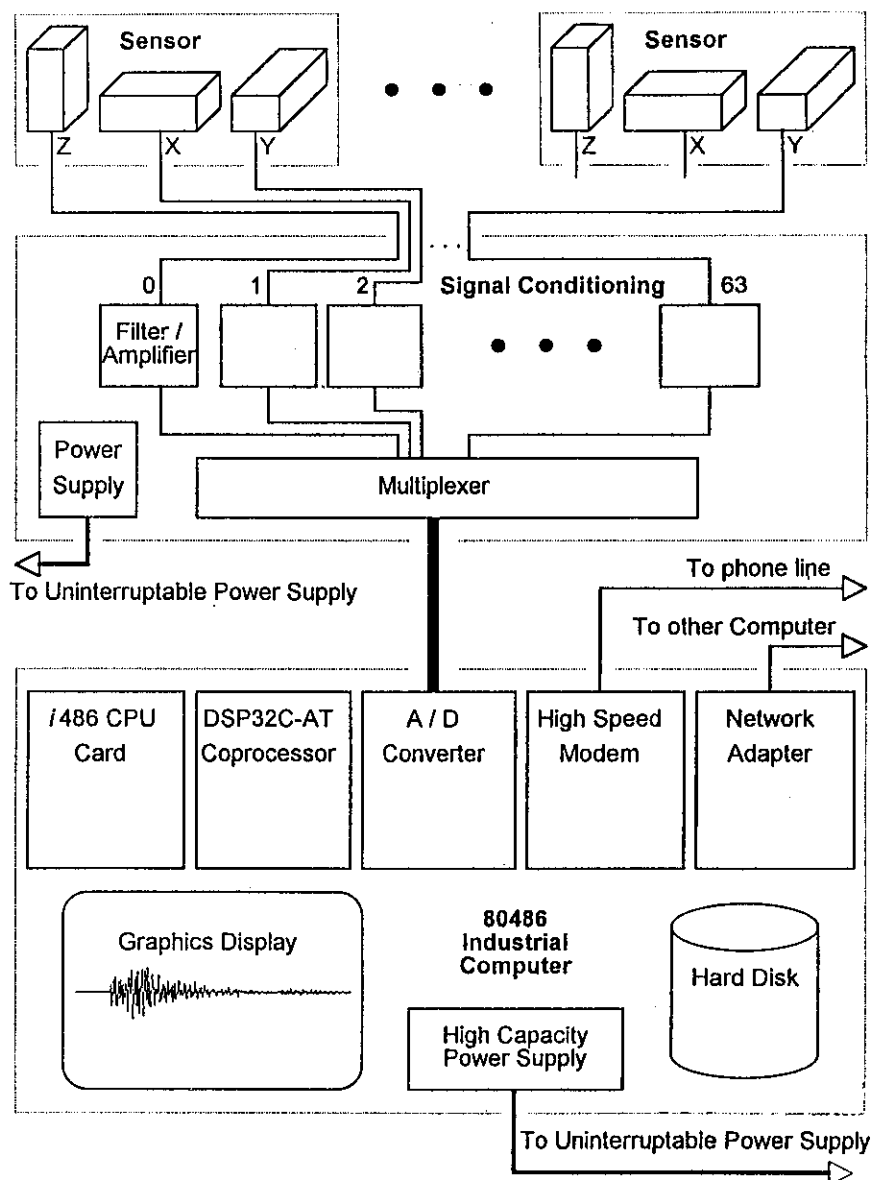 Sensor
Sensor
Z
X
Y
Z
X
Y
0
1
2
Signal Conditioning
63
Filter /
Amplifier
Power
Supply
Multiplexer
To Uninterruptable Power Supply
To phone line
To other Computer
i486 CPU
Card
DSP32C-AT
Coprocessor
A / D
Converter
High Speed
Modem
Network
Adapter
Graphics Display
80486
Industrial
Computer
Hard Disk
High Capacity
Power Supply
To Uninterruptable Power Supply